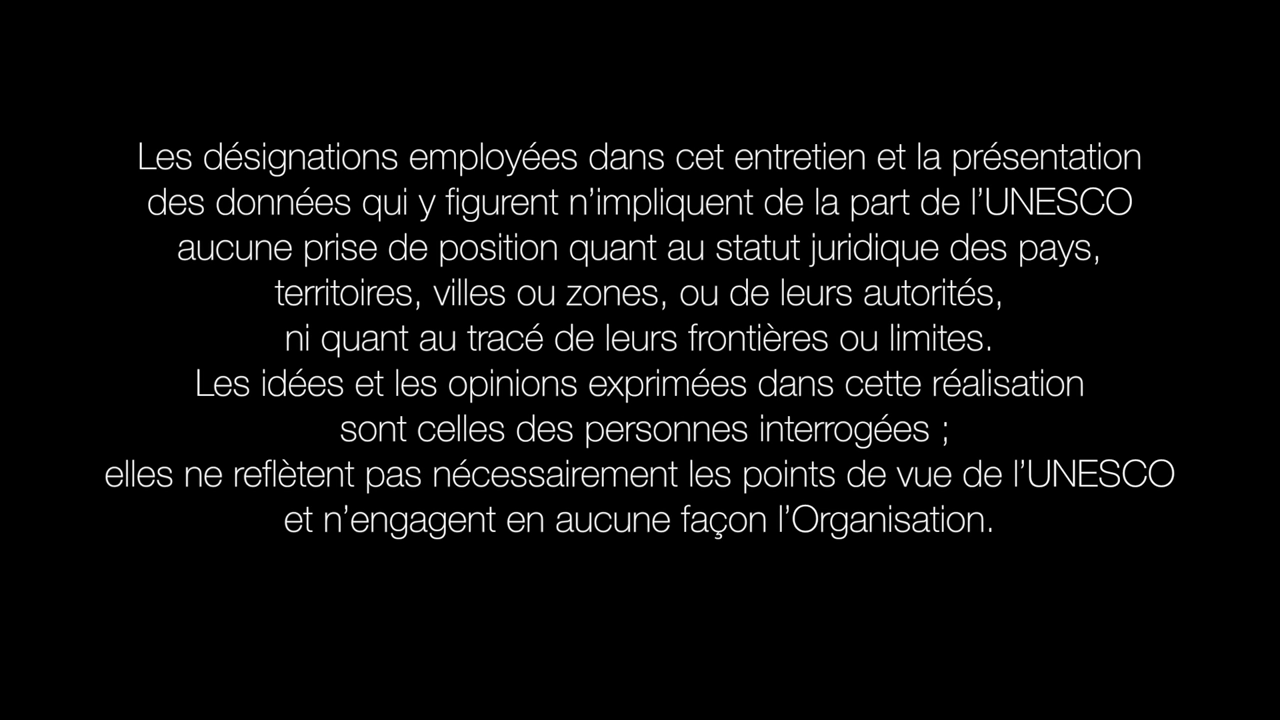 Les désignations employées dans cet entretien et la présentation
des données qui y figurent n’impliquent de la part de l’UNESCO
aucune prise de position quant au statut juridique des pays,
territoires, villes ou zones, ou de leurs autorités,
ni quant au tracé de leurs frontières ou limites.
Les idées et les opinions exprimées dans cette réalisation
sont celles des personnes interrogées ;
elles ne reflètent pas nécessairement les points de vue de l’UNESCO
et n’engagent en aucune façon l’Organisation.